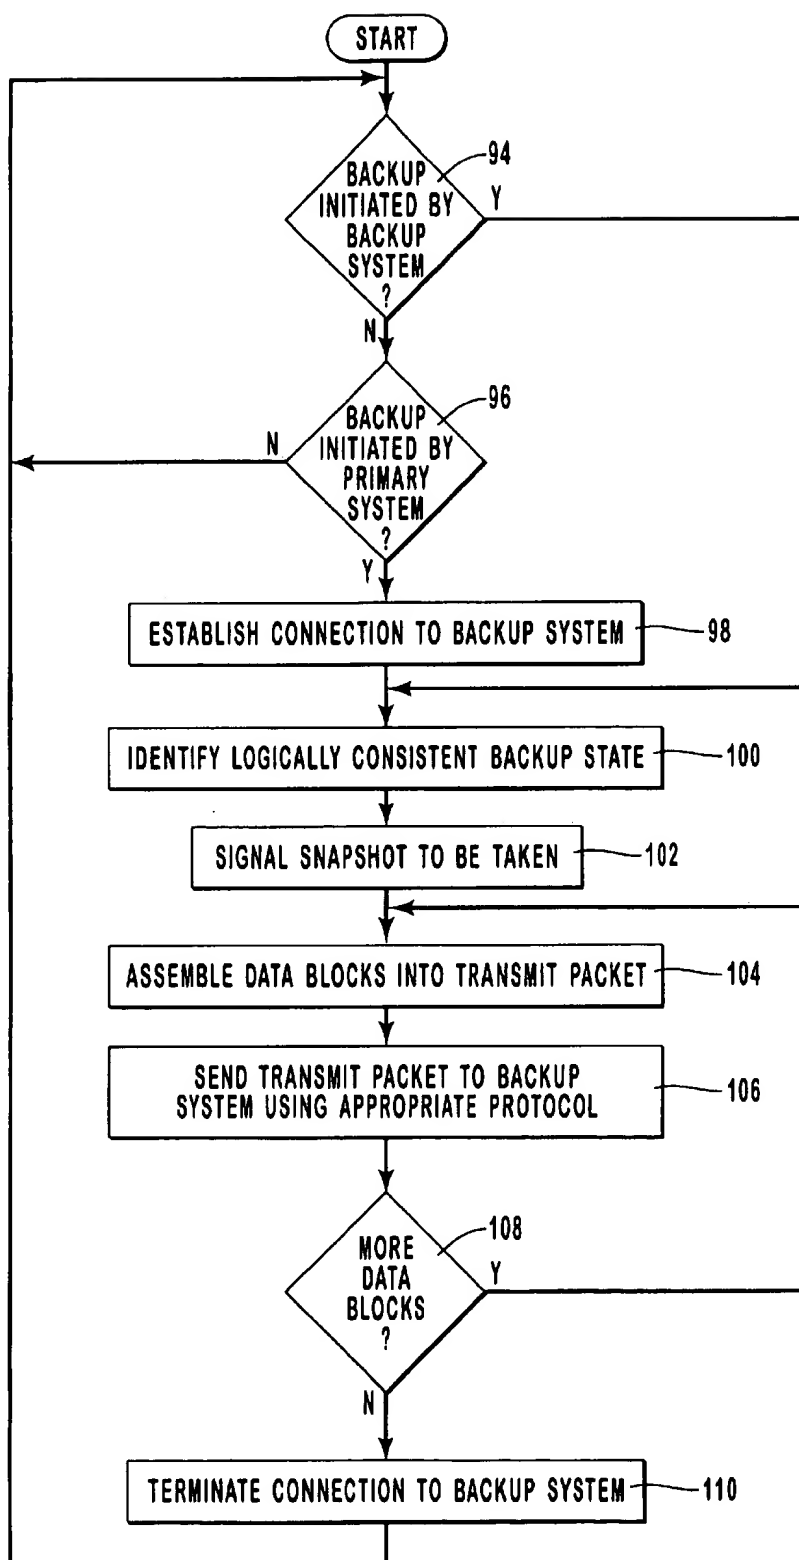 START
94
BACKUP
INITIATED BY
BACKUP
SYSTEM
?
Y
N
96
BACKUP
INITIATED BY
PRIMARY
SYSTEM
?
N
Y
ESTABLISH CONNECTION TO BACKUP SYSTEM
98
IDENTIFY LOGICALLY CONSISTENT BACKUP STATE
100
SIGNAL SNAPSHOT TO BE TAKEN
102
ASSEMBLE DATA BLOCKS INTO TRANSMIT PACKET
104
SEND TRANSMIT PACKET TO BACKUP
SYSTEM USING APPROPRIATE PROTOCOL
106
108
MORE
DATA
BLOCKS
?
Y
N
TERMINATE CONNECTION TO BACKUP SYSTEM
110